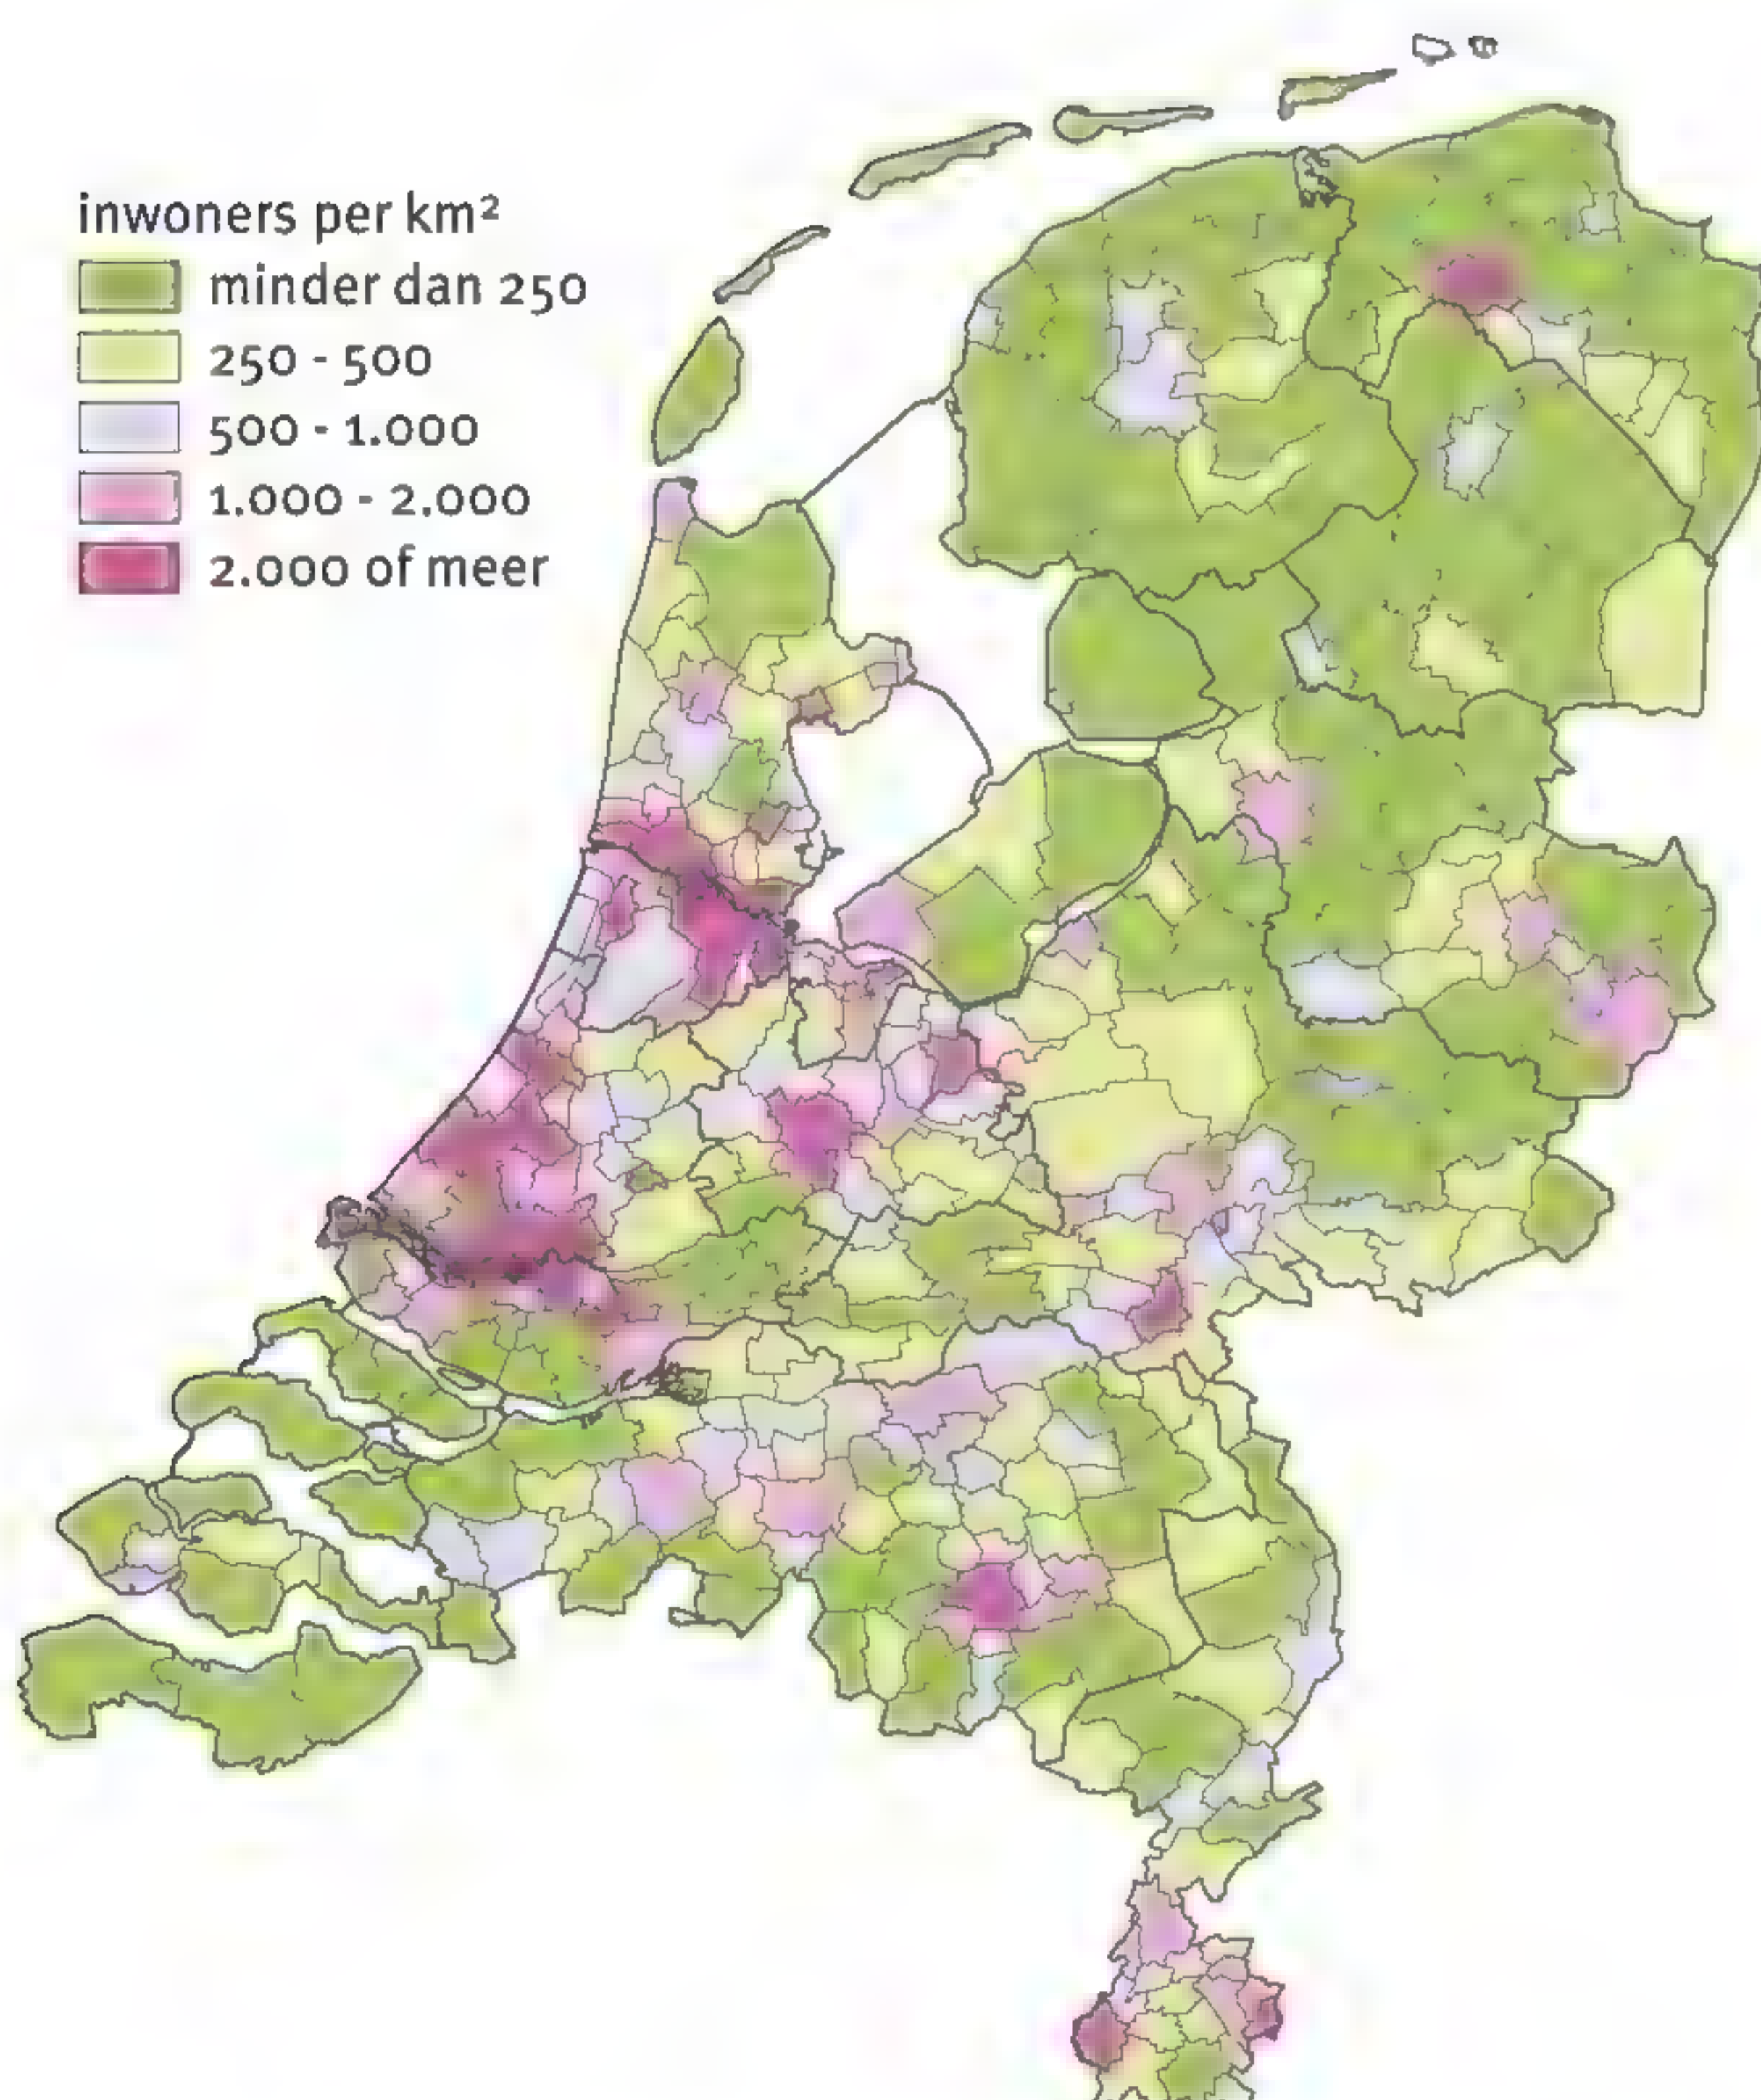 inwoners per km²
minder dan 250
250 - 500
500 - 1.000
1.000 - 2.000
2.000 of meer